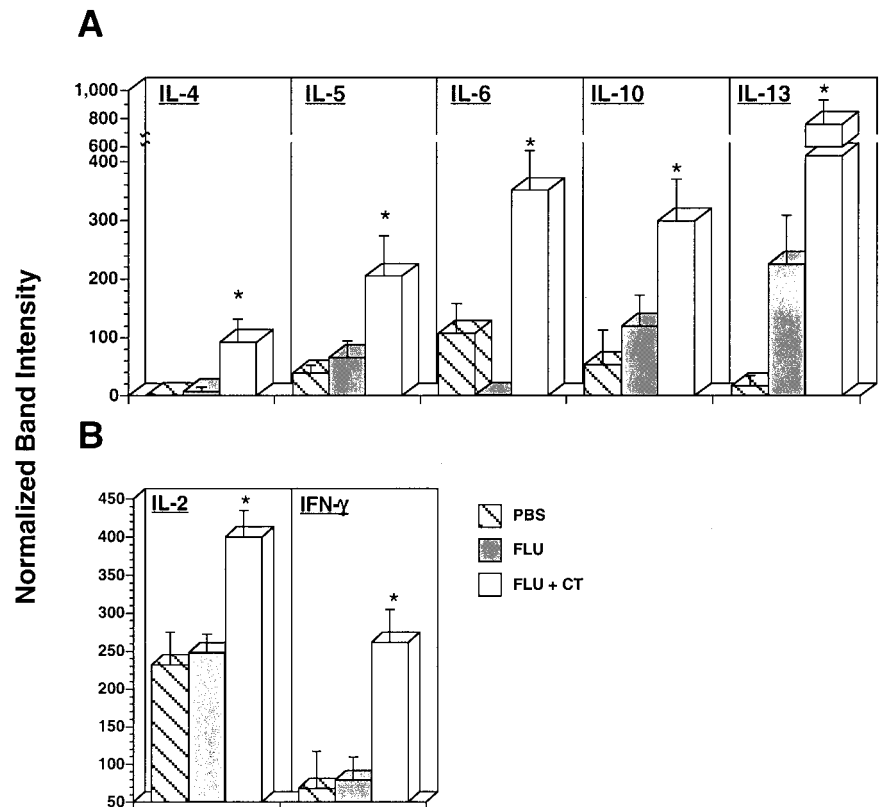 A
IL-4 IL-5 IL-6 IL-10 IL-13
1,000
800
600
400
300
200
100
0
* * * * *
Normalized Band Intensity
B
IL-2 IFN-γ
450
400
350
300
250
200
150
100
50
* *
PBS
FLU
FLU + CT